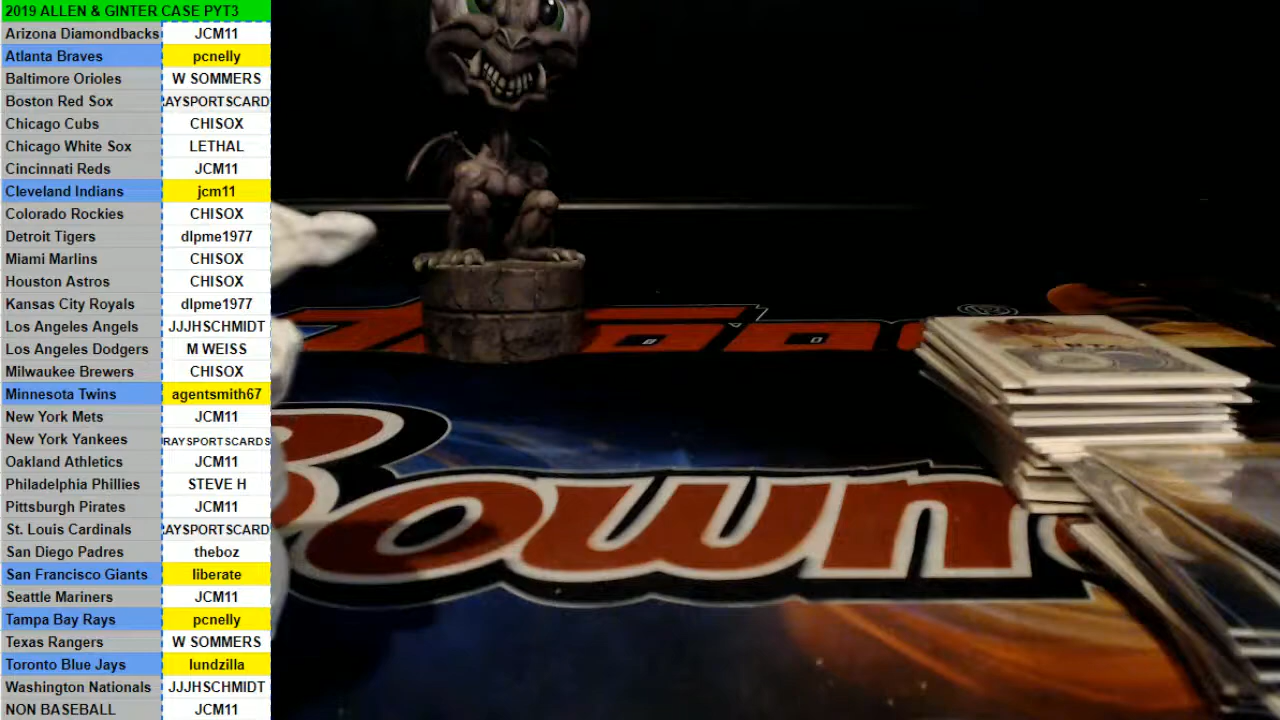 2019 ALLEN & GINTER CASE PYT3
Arizona Diamondbacks JCM11
Atlanta Braves pcnelly
Baltimore Orioles W SOMMERS
Boston Red Sox AYSPORTSCARD
Chicago Cubs CHISOX
Chicago White Sox LETHAL
Cincinnati Reds JCM11
Cleveland Indians jcm11
Colorado Rockies CHISOX
Detroit Tigers dlpme1977
Miami Marlins CHISOX
Houston Astros CHISOX
Kansas City Royals dlpme1977
Los Angeles Angels JJJHSCHMIDT
Los Angeles Dodgers M WEISS
Milwaukee Brewers CHISOX
Minnesota Twins agentsmith67
New York Mets JCM11
New York Yankees RAYSPORTSCARDS
Oakland Athletics JCM11
Philadelphia Phillies STEVE H
Pittsburgh Pirates JCM11
St. Louis Cardinals AYSPORTSCARD
San Diego Padres theboz
San Francisco Giants liberate
Seattle Mariners JCM11
Tampa Bay Rays pcnelly
Texas Rangers W SOMMERS
Toronto Blue Jays lundzilla
Washington Nationals JJJHSCHMIDT
NON BASEBALL JCM11
Town